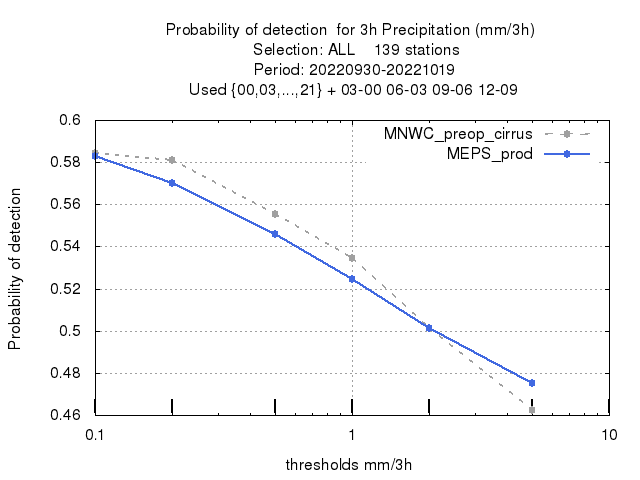 Probability of detection  for 3h Precipitation (mm/3h)
Selection: ALL    139 stations
Period: 20220930-20221019
Used {00,03,...,21} + 03-00 06-03 09-06 12-09
MNWC_preop_cirrus
MEPS_prod
Probability of detection
0.6
0.58
0.56
0.54
0.52
0.5
0.48
0.46
0.1 1 10
thresholds mm/3h